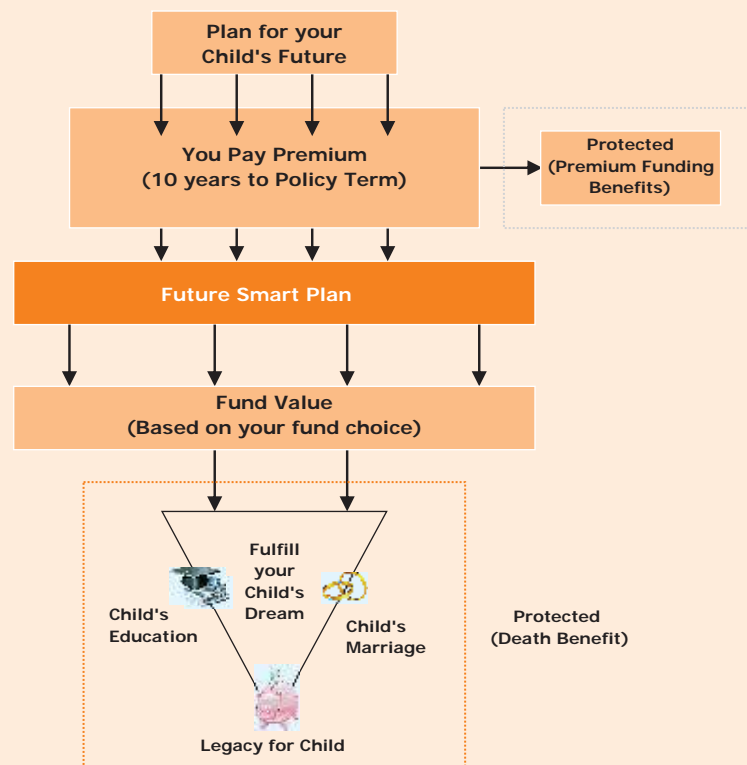 Plan for your
Child's Future
You Pay Premium
(10 years to Policy Term)
Protected
(Premium Funding
Benefits)
Future Smart Plan
Fund Value
(Based on your fund choice)
Fulfill
your
Child's
Dream
Child's
Education
Child's
Marriage
Protected
(Death Benefit)
Legacy for Child